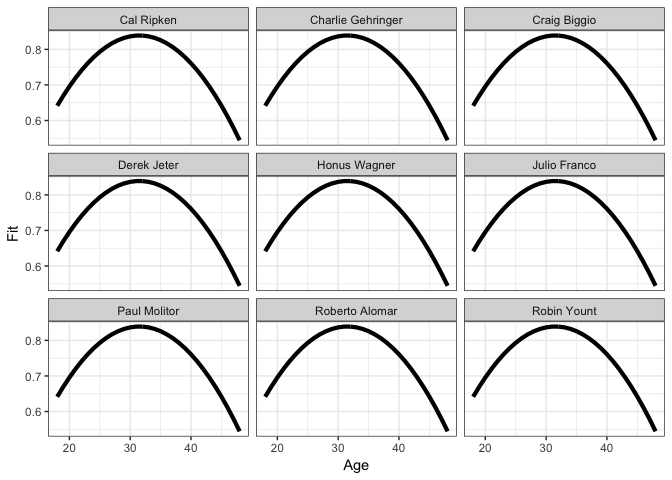 Cal Ripken Charlie Gehringer Craig Biggio
0.8
0.7
0.6
Derek Jeter Honus Wagner Julio Franco
0.8
0.7
0.6
Fit
Paul Molitor Roberto Alomar Robin Yount
0.8
0.7
0.6
20 30 40 20 30 40 20 30 40
Age